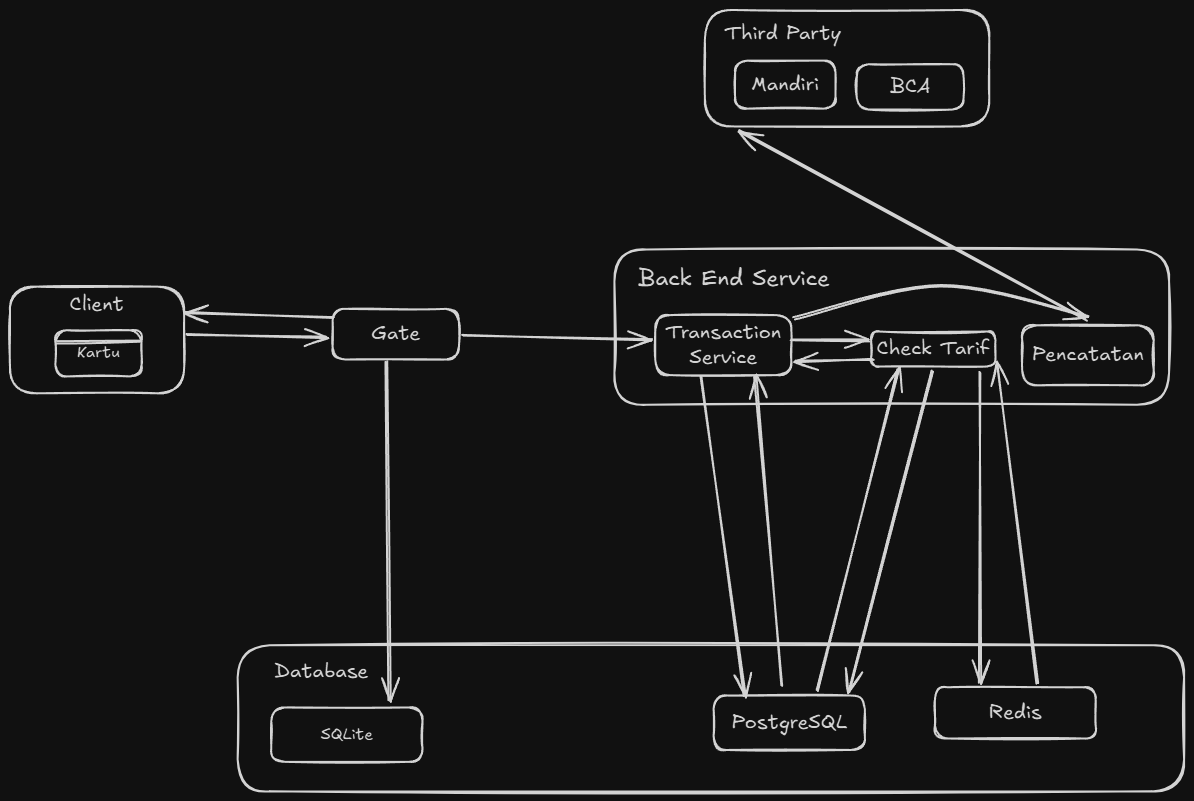 Third Party
Mandiri
BCA
Back End Service
Client
Kartu
Gate
Transaction
Service
Check Tarif
Pencatatan
Database
SQLite
PostgreSQL
Redis